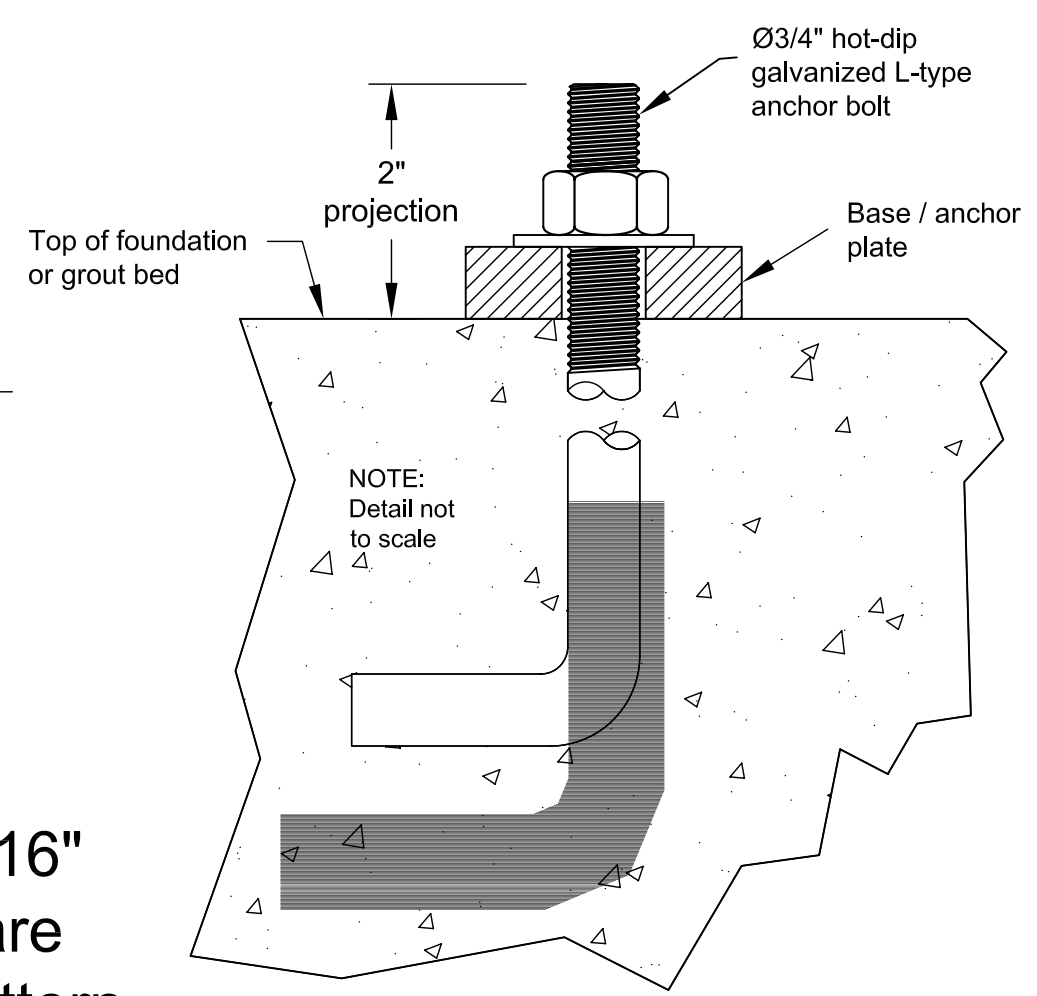 Ø3/4" hot-dip
galvanized L-type
anchor bolt
2"
projection
Top of foundation
or grout bed
Base / anchor
plate
NOTE:
Detail not
to scale
16"